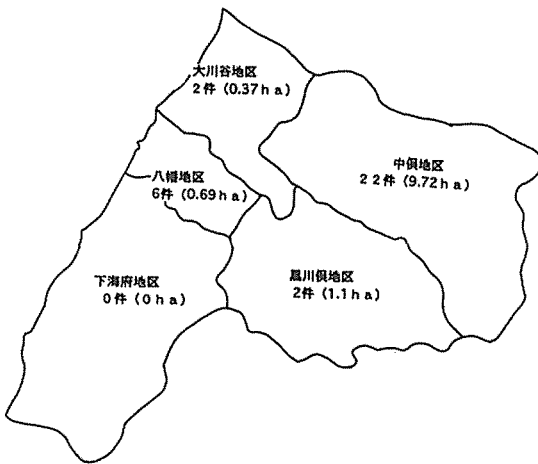 大川谷地区
2件（0.37ha）
中俣地区
22件（9.72ha）
八幡地区
6件（0.69ha）
下海府地区
0件（0ha）
黒川俣地区
2件（1.1ha）